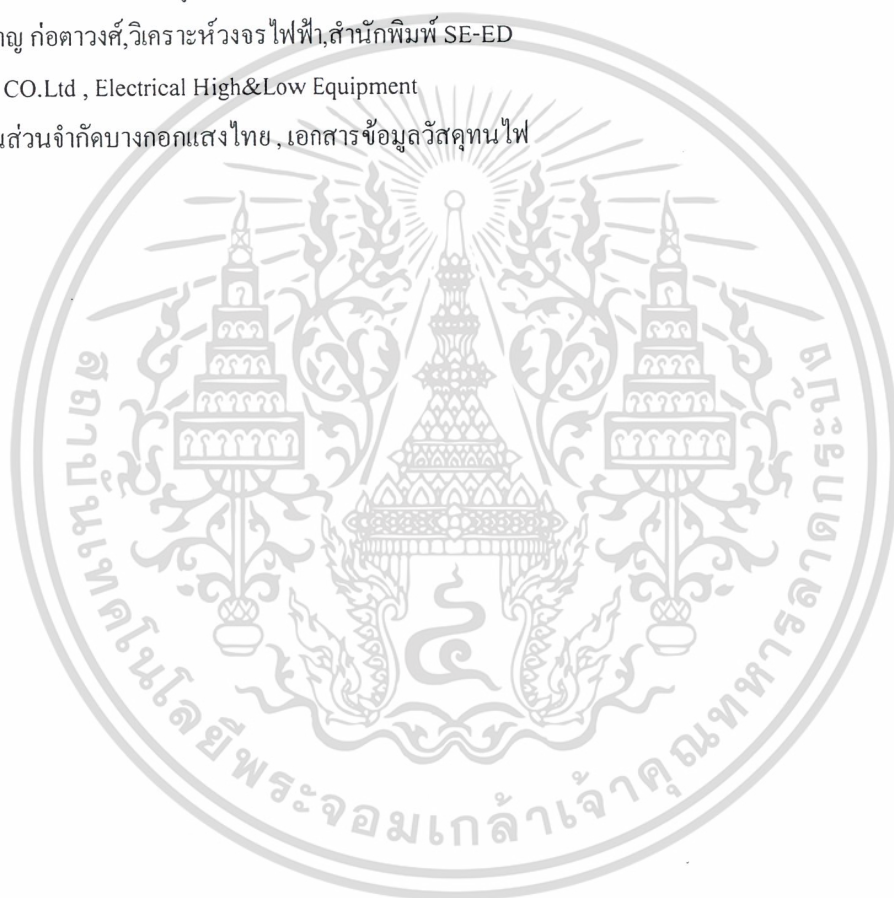 าญ ก่อตาวงศ์,วิเคราะห์วงจรไฟฟ้า,สำนักพิมพ์ SE-ED
CO.Ltd , Electrical High&Low Equipment
นส่วนจำกัดบางกอกแสงไทย , เอกสารข้อมูลวัสดุทนไฟ
สถาบันเทคโนโลยีพระจอมเกล้าเจ้าคุณทหารลาดกระบัง